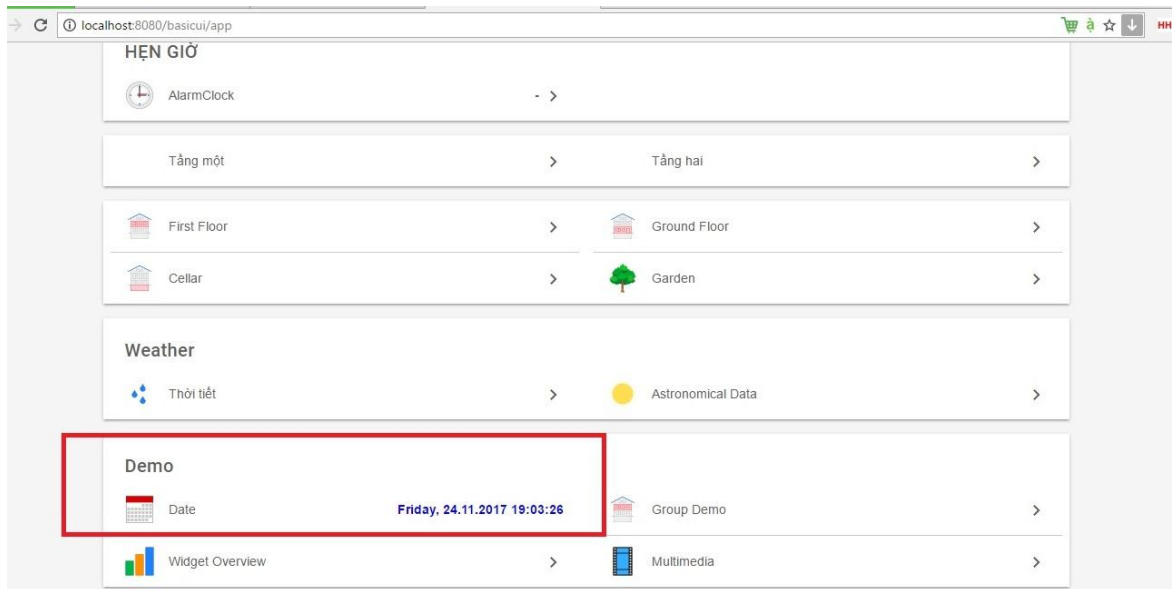 localhost:8080/basicui/app
HH
HẸN GIỜ
AlarmClock - 
Tầng một Tầng hai
First Floor Ground Floor
Cellar Garden
Weather
Thời tiết Astronomical Data
Demo
Date Friday, 24.11.2017 19:03:26 Group Demo
Widget Overview Multimedia